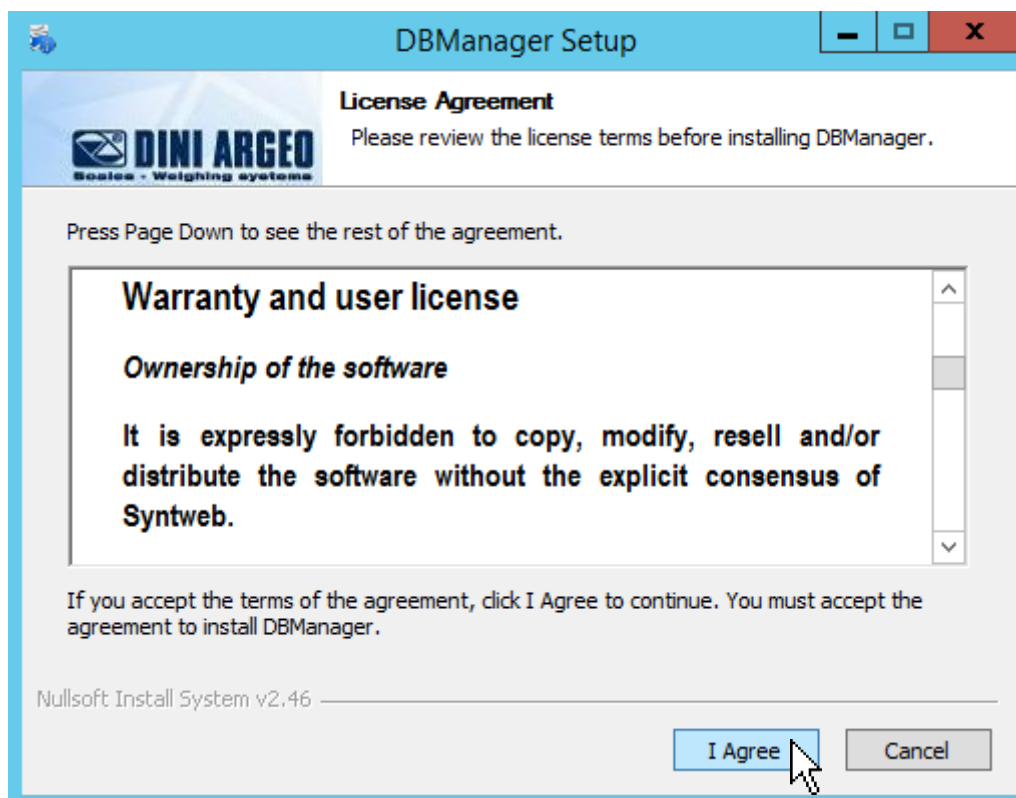 DBManager Setup
License Agreement
Please review the license terms before installing DBManager.
DINI ARGEO
Scales - Weighing systems
Press Page Down to see the rest of the agreement.
Warranty and user license
Ownership of the software
It is expressly forbidden to copy, modify, resell and/or
distribute the software without the explicit consensus of
Syntweb.
If you accept the terms of the agreement, click I Agree to continue. You must accept the
agreement to install DBManager.
Nullsoft Install System v2.46
I Agree
Cancel